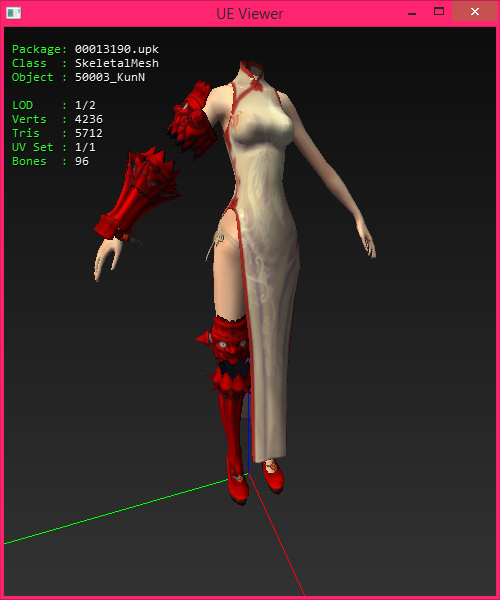 UE Viewer
Package: 00013190.upk
Class : SkeletalMesh
Object : 50003_KunN
LOD : 1/2
Verts : 4236
Tris : 5712
UV Set : 1/1
Bones : 96